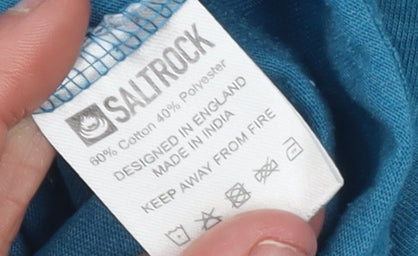 SALTROCK
60% Cotton 40% Polyester
DESIGNED IN ENGLAND
MADE IN INDIA
KEEP AWAY FROM FIRE